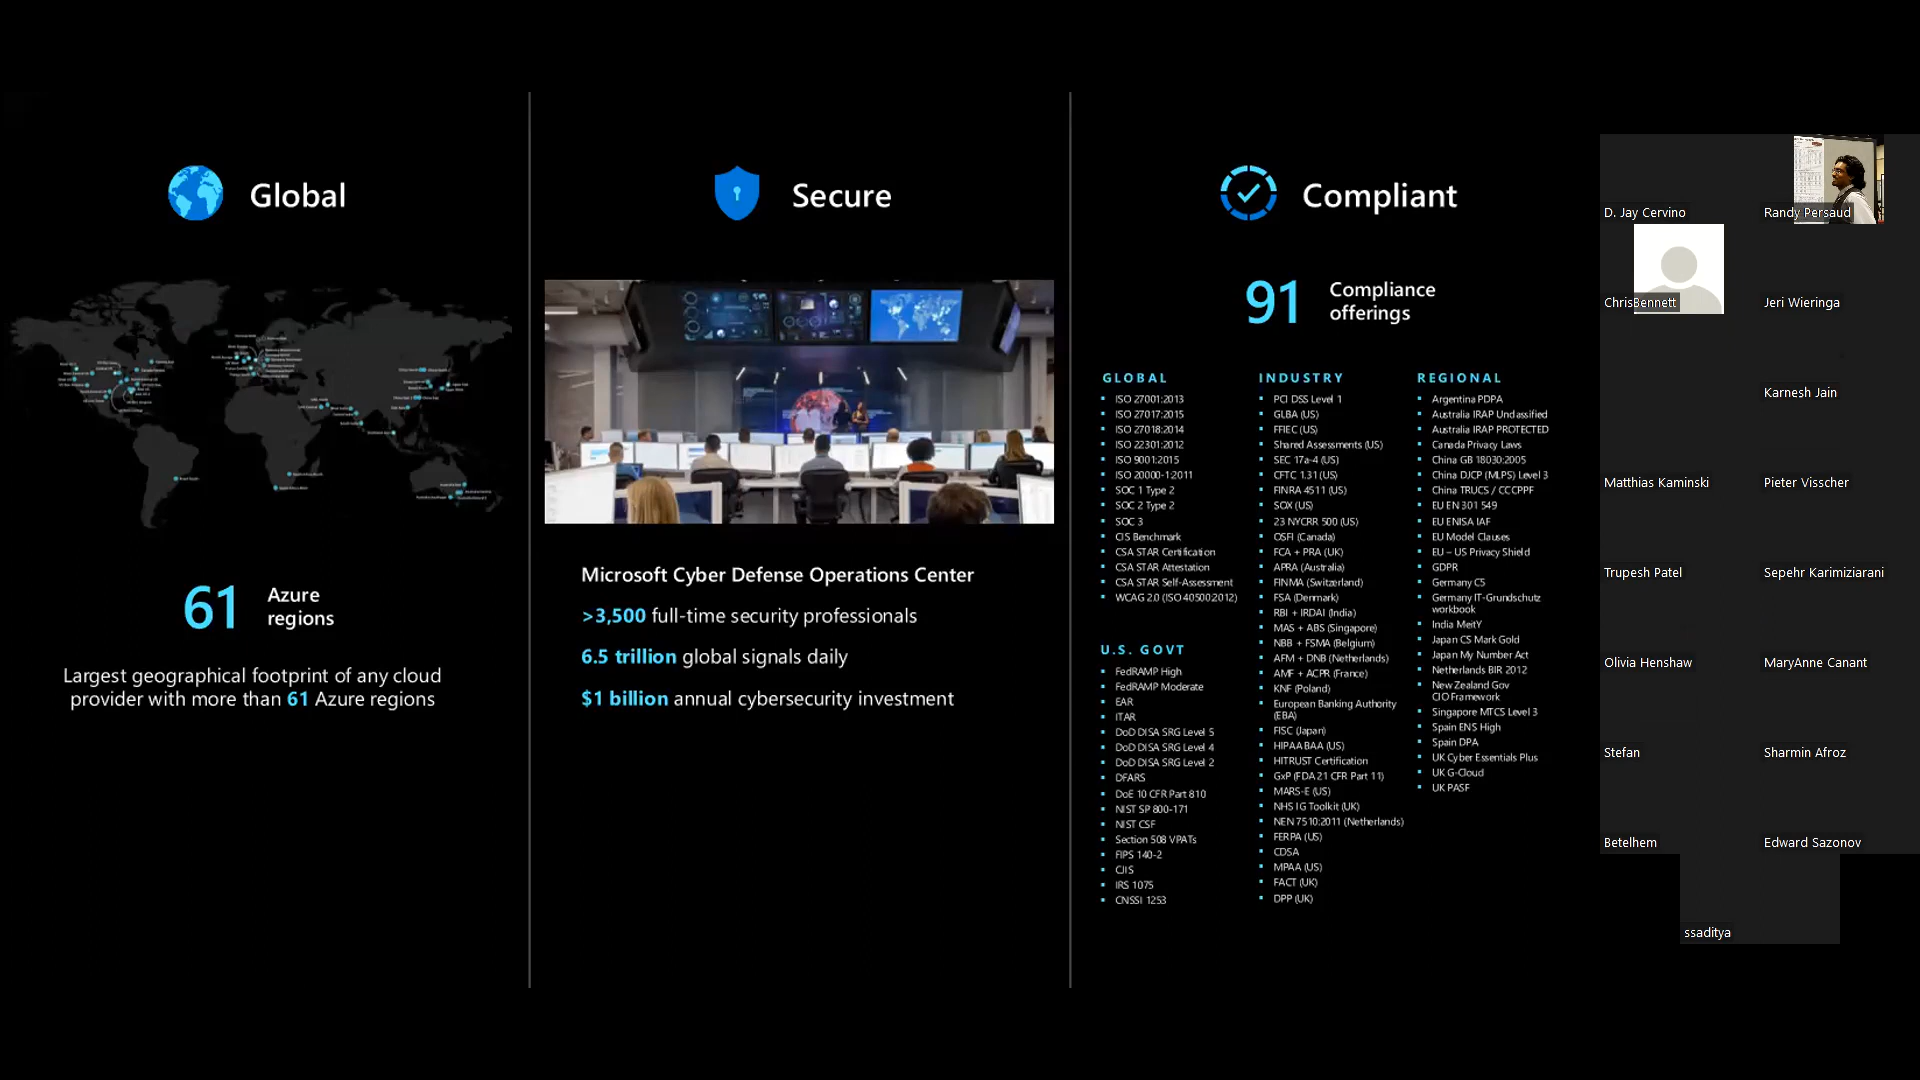 Global
61
Azure
regions
Largest geographical footprint of any cloud
provider with more than 61 Azure regions
Secure
Microsoft Cyber Defense Operations Center
>3,500 full-time security professionals
6.5 trillion global signals daily
$1 billion annual cybersecurity investment
Compliant
91
Compliance
offerings
GLOBAL
ISO 27001:2013
ISO 27017:2015
ISO 27018:2014
ISO 22301:2012
ISO 9001:2015
ISO 20000-1:2011
SOC 1 Type 2
SOC 2 Type 2
SOC 3
CIS Benchmark
CSA STAR Certification
CSA STAR Attestation
CSA STAR Self-Assessment
WCAG 2.0 (ISO 40500:2012)
U.S. GOVT
FedRAMP High
FedRAMP Moderate
EAR
ITAR
DoD DISA SRG Level 5
DoD DISA SRG Level 4
DoD DISA SRG Level 2
DFARS
DoE 10 CFR Part 810
NIST SP 800-171
NIST CSF
Section 508 VPATs
FIPS 140-2
CJIS
IRS 1075
CNSSI 1253
INDUSTRY
PCI DSS Level 1
GLBA (US)
FFIEC (US)
Shared Assessments (US)
SEC 17a-4 (US)
CFTC 1.31 (US)
FINRA 4511 (US)
SOX (US)
23 NYCRR 500 (US)
OSFI (Canada)
FCA + PRA (UK)
APRA (Australia)
FINMA (Switzerland)
FSA (Denmark)
RBI + IRDAI (India)
MAS + ABS (Singapore)
NBB + FSMA (Belgium)
AFM + DNB (Netherlands)
AMF + ACPR (France)
KNF (Poland)
European Banking Authority
(EBA)
FISC (Japan)
HIPAA BAA (US)
HITRUST Certification
GxP (FDA 21 CFR Part 11)
MARS-E (US)
NHS IG Toolkit (UK)
NEN 7510:2011 (Netherlands)
FERPA (US)
CDSA
MPAA (US)
FACT (UK)
DPP (UK)
REGIONAL
Argentina PDPA
Australia IRAP Unclassified
Australia IRAP PROTECTED
Canada Privacy Laws
China GB 18030:2005
China DJCP (MLPS) Level 3
China TRUCS / CCCPPF
EU EN 301 549
EU ENISA IAF
EU Model Clauses
EU – US Privacy Shield
GDPR
Germany C5
Germany IT-Grundschutz
workbook
India MeitY
Japan CS Mark Gold
Japan My Number Act
Netherlands BIR 2012
New Zealand Gov
CIO Framework
Singapore MTCS Level 3
Spain ENS High
Spain DPA
UK Cyber Essentials Plus
UK G-Cloud
UK PASF
D. Jay Cervino
Randy Persaud
ChrisBennett
Jeri Wieringa
Karnesh Jain
Matthias Kaminski
Pieter Visscher
Trupesh Patel
Sepehr Karimiziarani
Olivia Henshaw
MaryAnne Canant
Stefan
Sharmin Afroz
Betelhem
Edward Sazonov
ssaditya